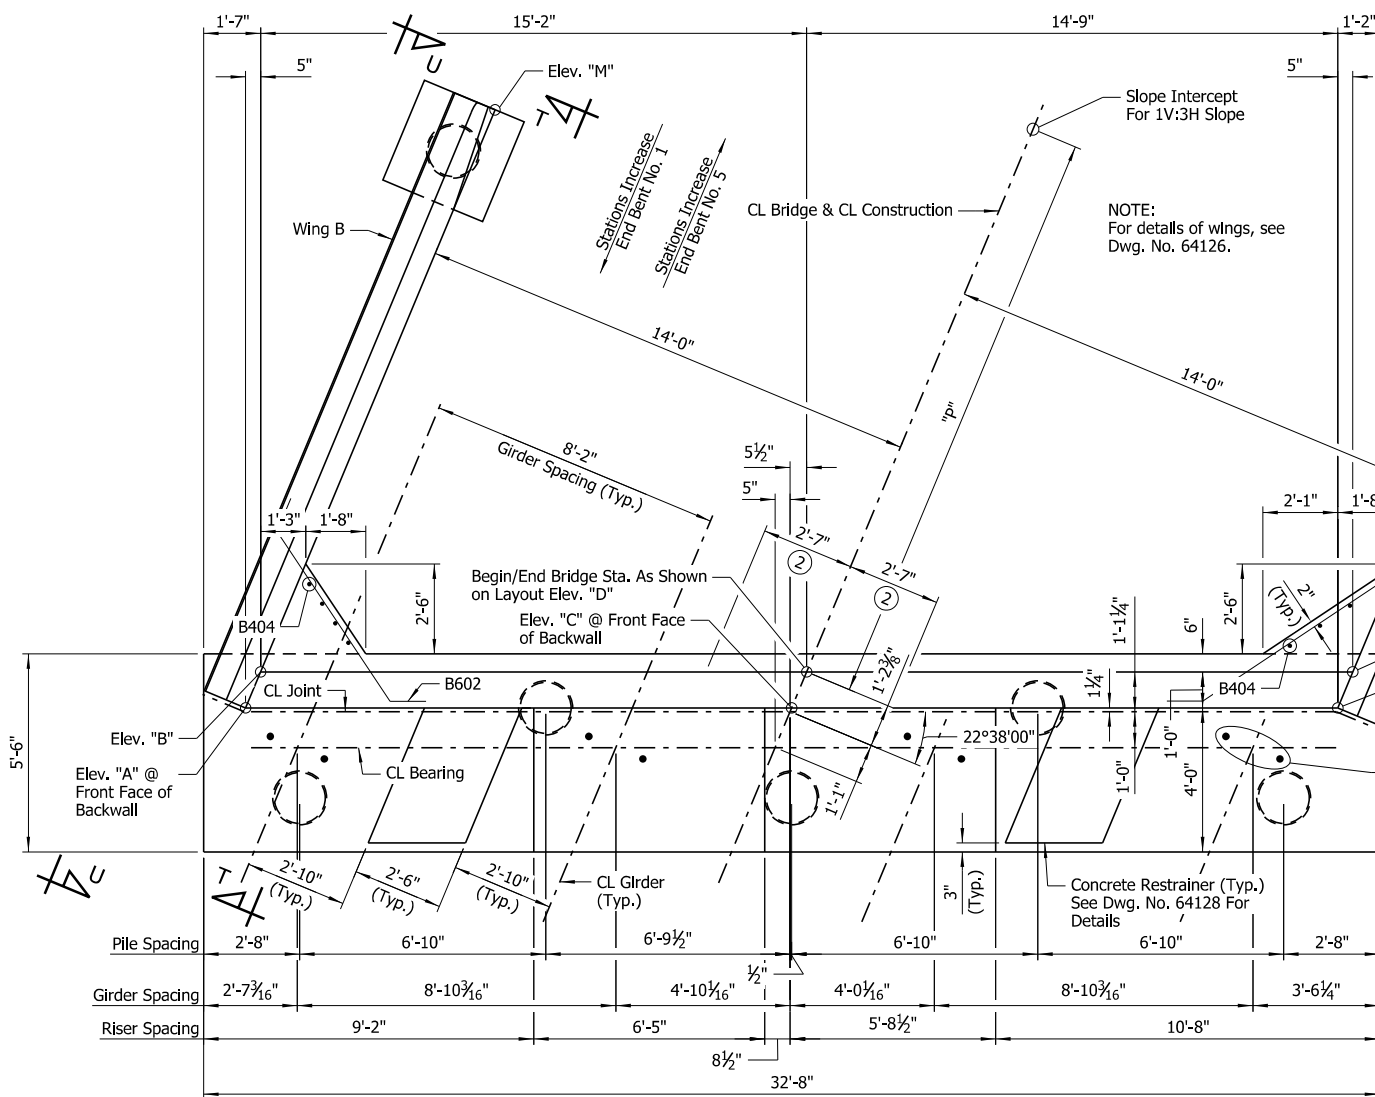 1'-7"
15'-2"
14'-9"
1'-2"
5"
5"
U
Elev. "M"
T
Slope Intercept
For 1V:3H Slope
Stations Increase
End Bent No. 1
Stations Increase
End Bent No. 5
CL Bridge & CL Construction
NOTE:
For details of wings, see
Dwg. No. 64126.
Wing B
14'-0"
14'-0"
"P"
8'-2"
Girder Spacing (Typ.)
5½"
5"
1'-3"
1'-8"
2'-1"
1'-8
2'-7"
2
2'-7"
2
Begin/End Bridge Sta. As Shown
on Layout Elev. "D"
Elev. "C" @ Front Face
of Backwall
2'-6"
B404
2'-6"
2"
(Typ.)
6"
1'-1¼"
1'-2⅜"
1¼"
B404
B602
CL Joint
Elev. "B"
22°38'00"
1'-0"
1'-0"
4'-0"
5'-6"
Elev. "A" @
Front Face of
Backwall
CL Bearing
1'-1"
U
T
2'-10"
(Typ.)
2'-6"
(Typ.)
2'-10"
(Typ.)
CL Girder
(Typ.)
3"
(Typ.)
Concrete Restrainer (Typ.)
See Dwg. No. 64128 For
Details
Pile Spacing
2'-8"
6'-10"
6'-9½"
6'-10"
6'-10"
2'-8"
½"
Girder Spacing
2'-7³⁄₁₆"
8'-10³⁄₁₆"
4'-10¹⁄₁₆"
4'-0¹⁄₁₆"
8'-10³⁄₁₆"
3'-6¼"
Riser Spacing
9'-2"
6'-5"
5'-8½"
10'-8"
8½"
32'-8"